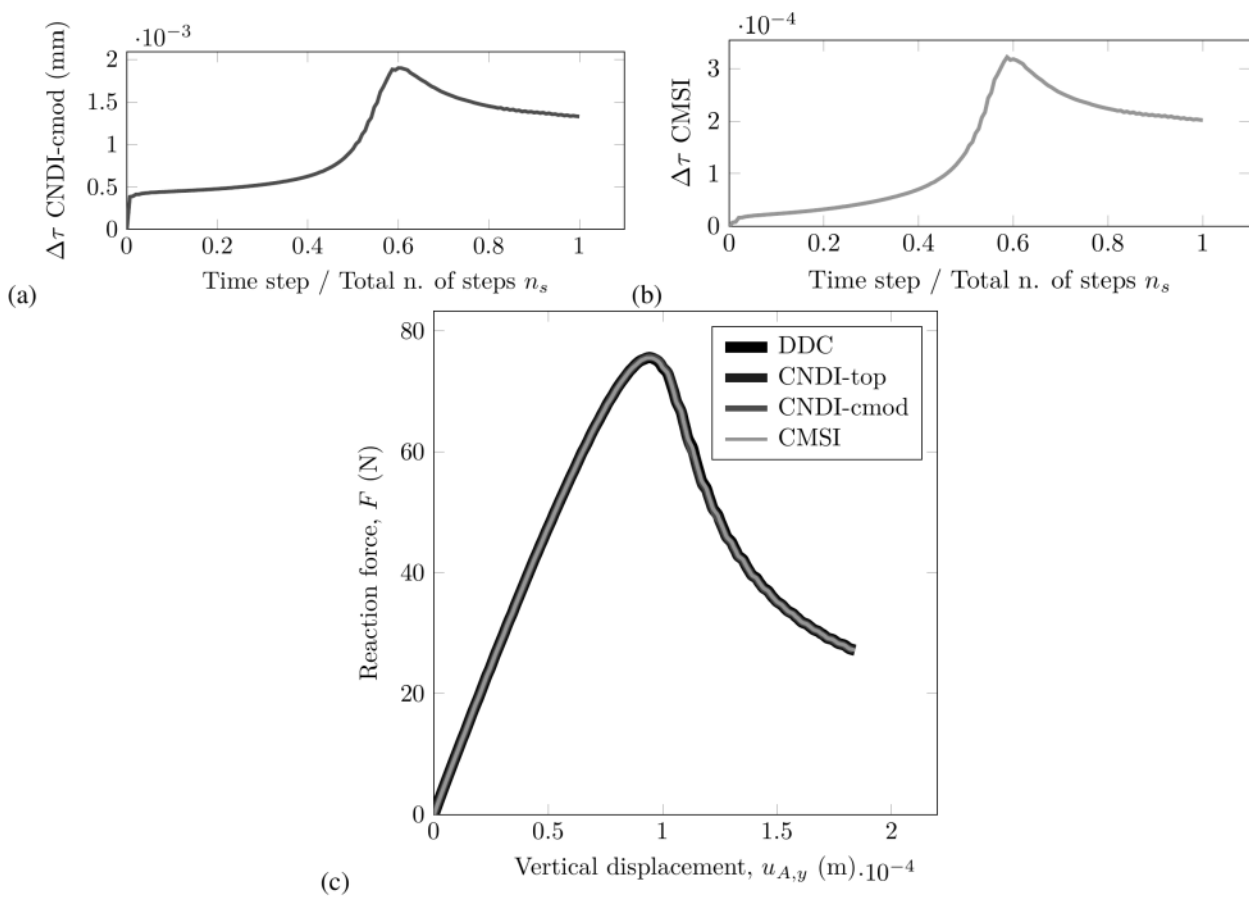 ·10−3
2
1.5
1
0.5
0
Δτ CNDI-cmod (mm)
0 0.2 0.4 0.6 0.8 1
Time step / Total n. of steps ns
(a)
·10−4
3
2
1
0
Δτ CMSI
0 0.2 0.4 0.6 0.8 1
Time step / Total n. of steps ns
(b)
80
60
40
20
0
Reaction force, F (N)
DDC
CNDI-top
CNDI-cmod
CMSI
0 0.5 1 1.5 2
Vertical displacement, uA,y (m)·10−4
(c)